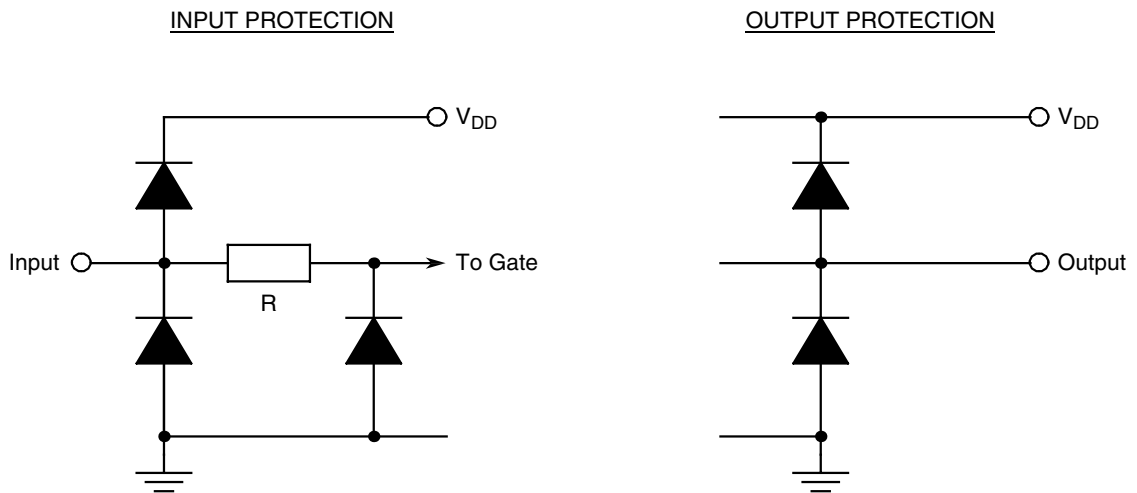 INPUT PROTECTION
OUTPUT PROTECTION
V_DD
V_DD
Input
To Gate
Output
R